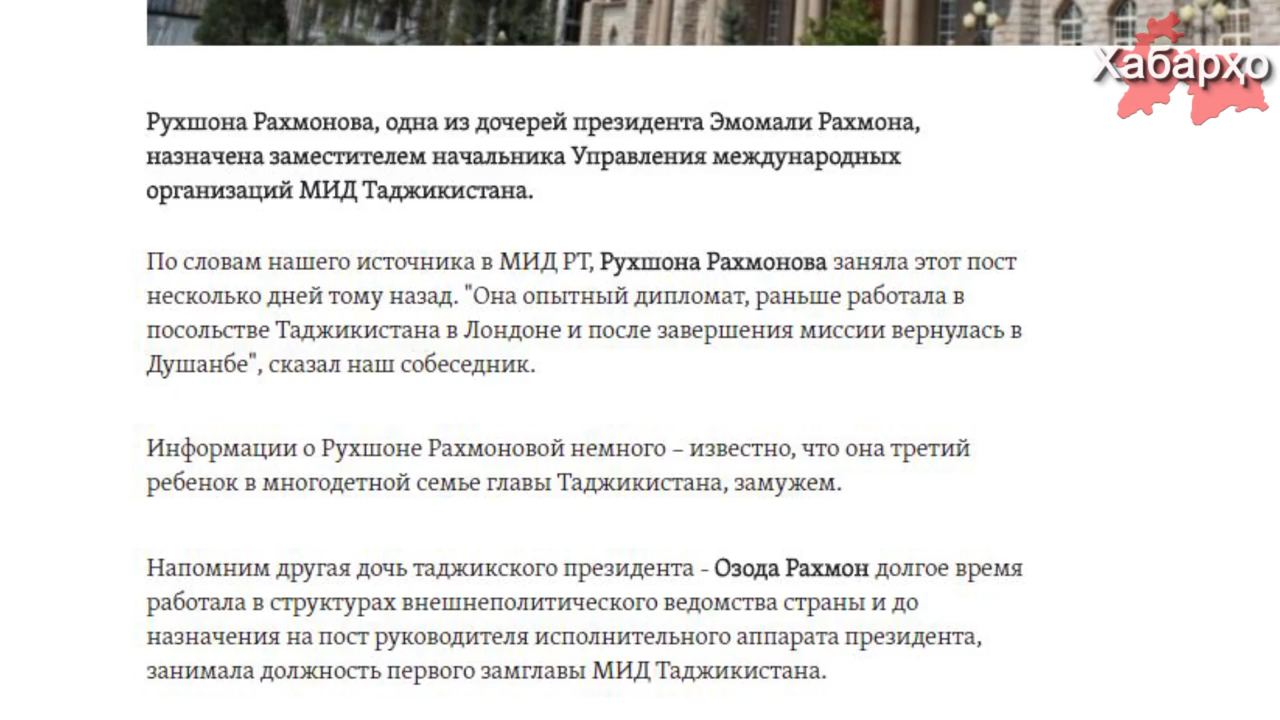 Хабарҳо
Рухшона Рахмонова, одна из дочерей президента Эмомали Рахмона,
назначена заместителем начальника Управления международных
организаций МИД Таджикистана.
По словам нашего источника в МИД РТ, Рухшона Рахмонова заняла этот пост
несколько дней тому назад. "Она опытный дипломат, раньше работала в
посольстве Таджикистана в Лондоне и после завершения миссии вернулась в
Душанбе", сказал наш собеседник.
Информации о Рухшоне Рахмоновой немного – известно, что она третий
ребенок в многодетной семье главы Таджикистана, замужем.
Напомним другая дочь таджикского президента - Озода Рахмон долгое время
работала в структурах внешнеполитического ведомства страны и до
назначения на пост руководителя исполнительного аппарата президента,
занимала должность первого замглавы МИД Таджикистана.